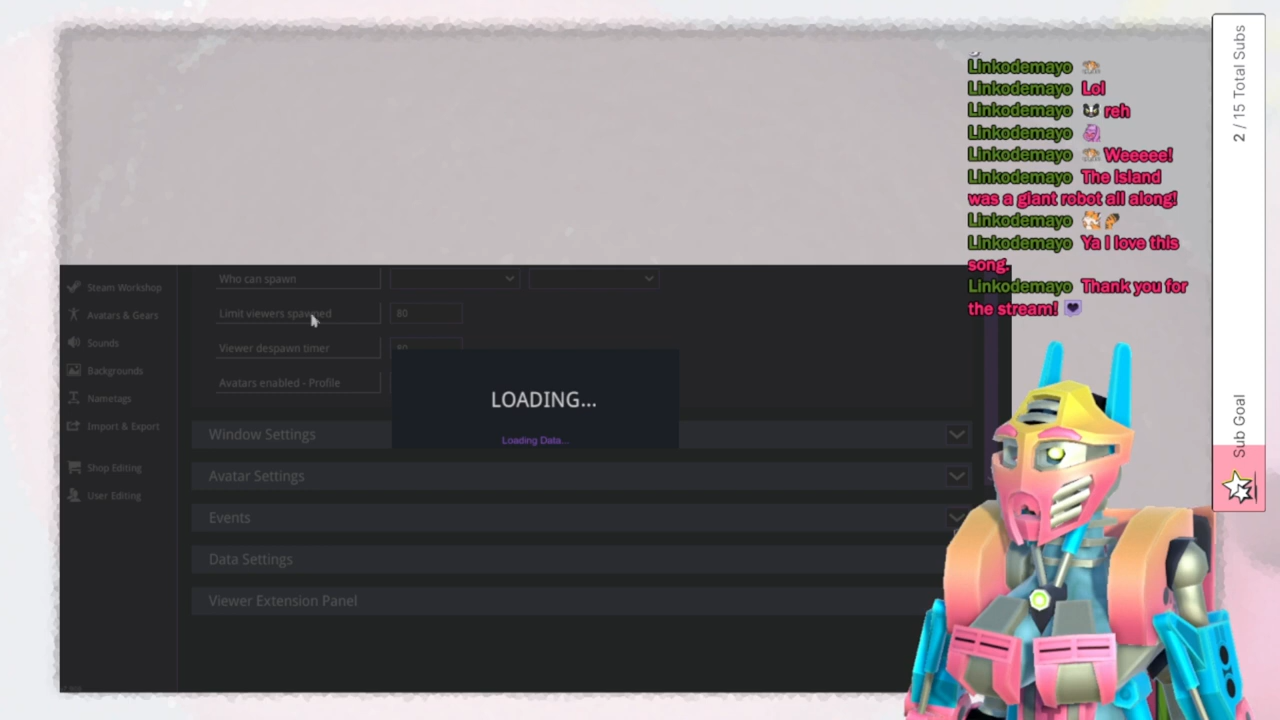 Linkodemayo
Linkodemayo Lol
Linkodemayo reh
Linkodemayo
Linkodemayo Weeeee!
Linkodemayo The Island
was a giant robot all along!
Linkodemayo
Linkodemayo Ya I love this
song.
Linkodemayo Thank you for
the stream!
2 / 15 Total Subs
Sub Goal
Steam Workshop
Avatars & Gears
Sounds
Backgrounds
Nametags
Import & Export
Shop Editing
User Editing
Who can spawn
Limit viewers spawned 80
Viewer despawn timer 80
Avatars enabled - Profile
LOADING...
Loading Data...
Window Settings
Avatar Settings
Events
Data Settings
Viewer Extension Panel